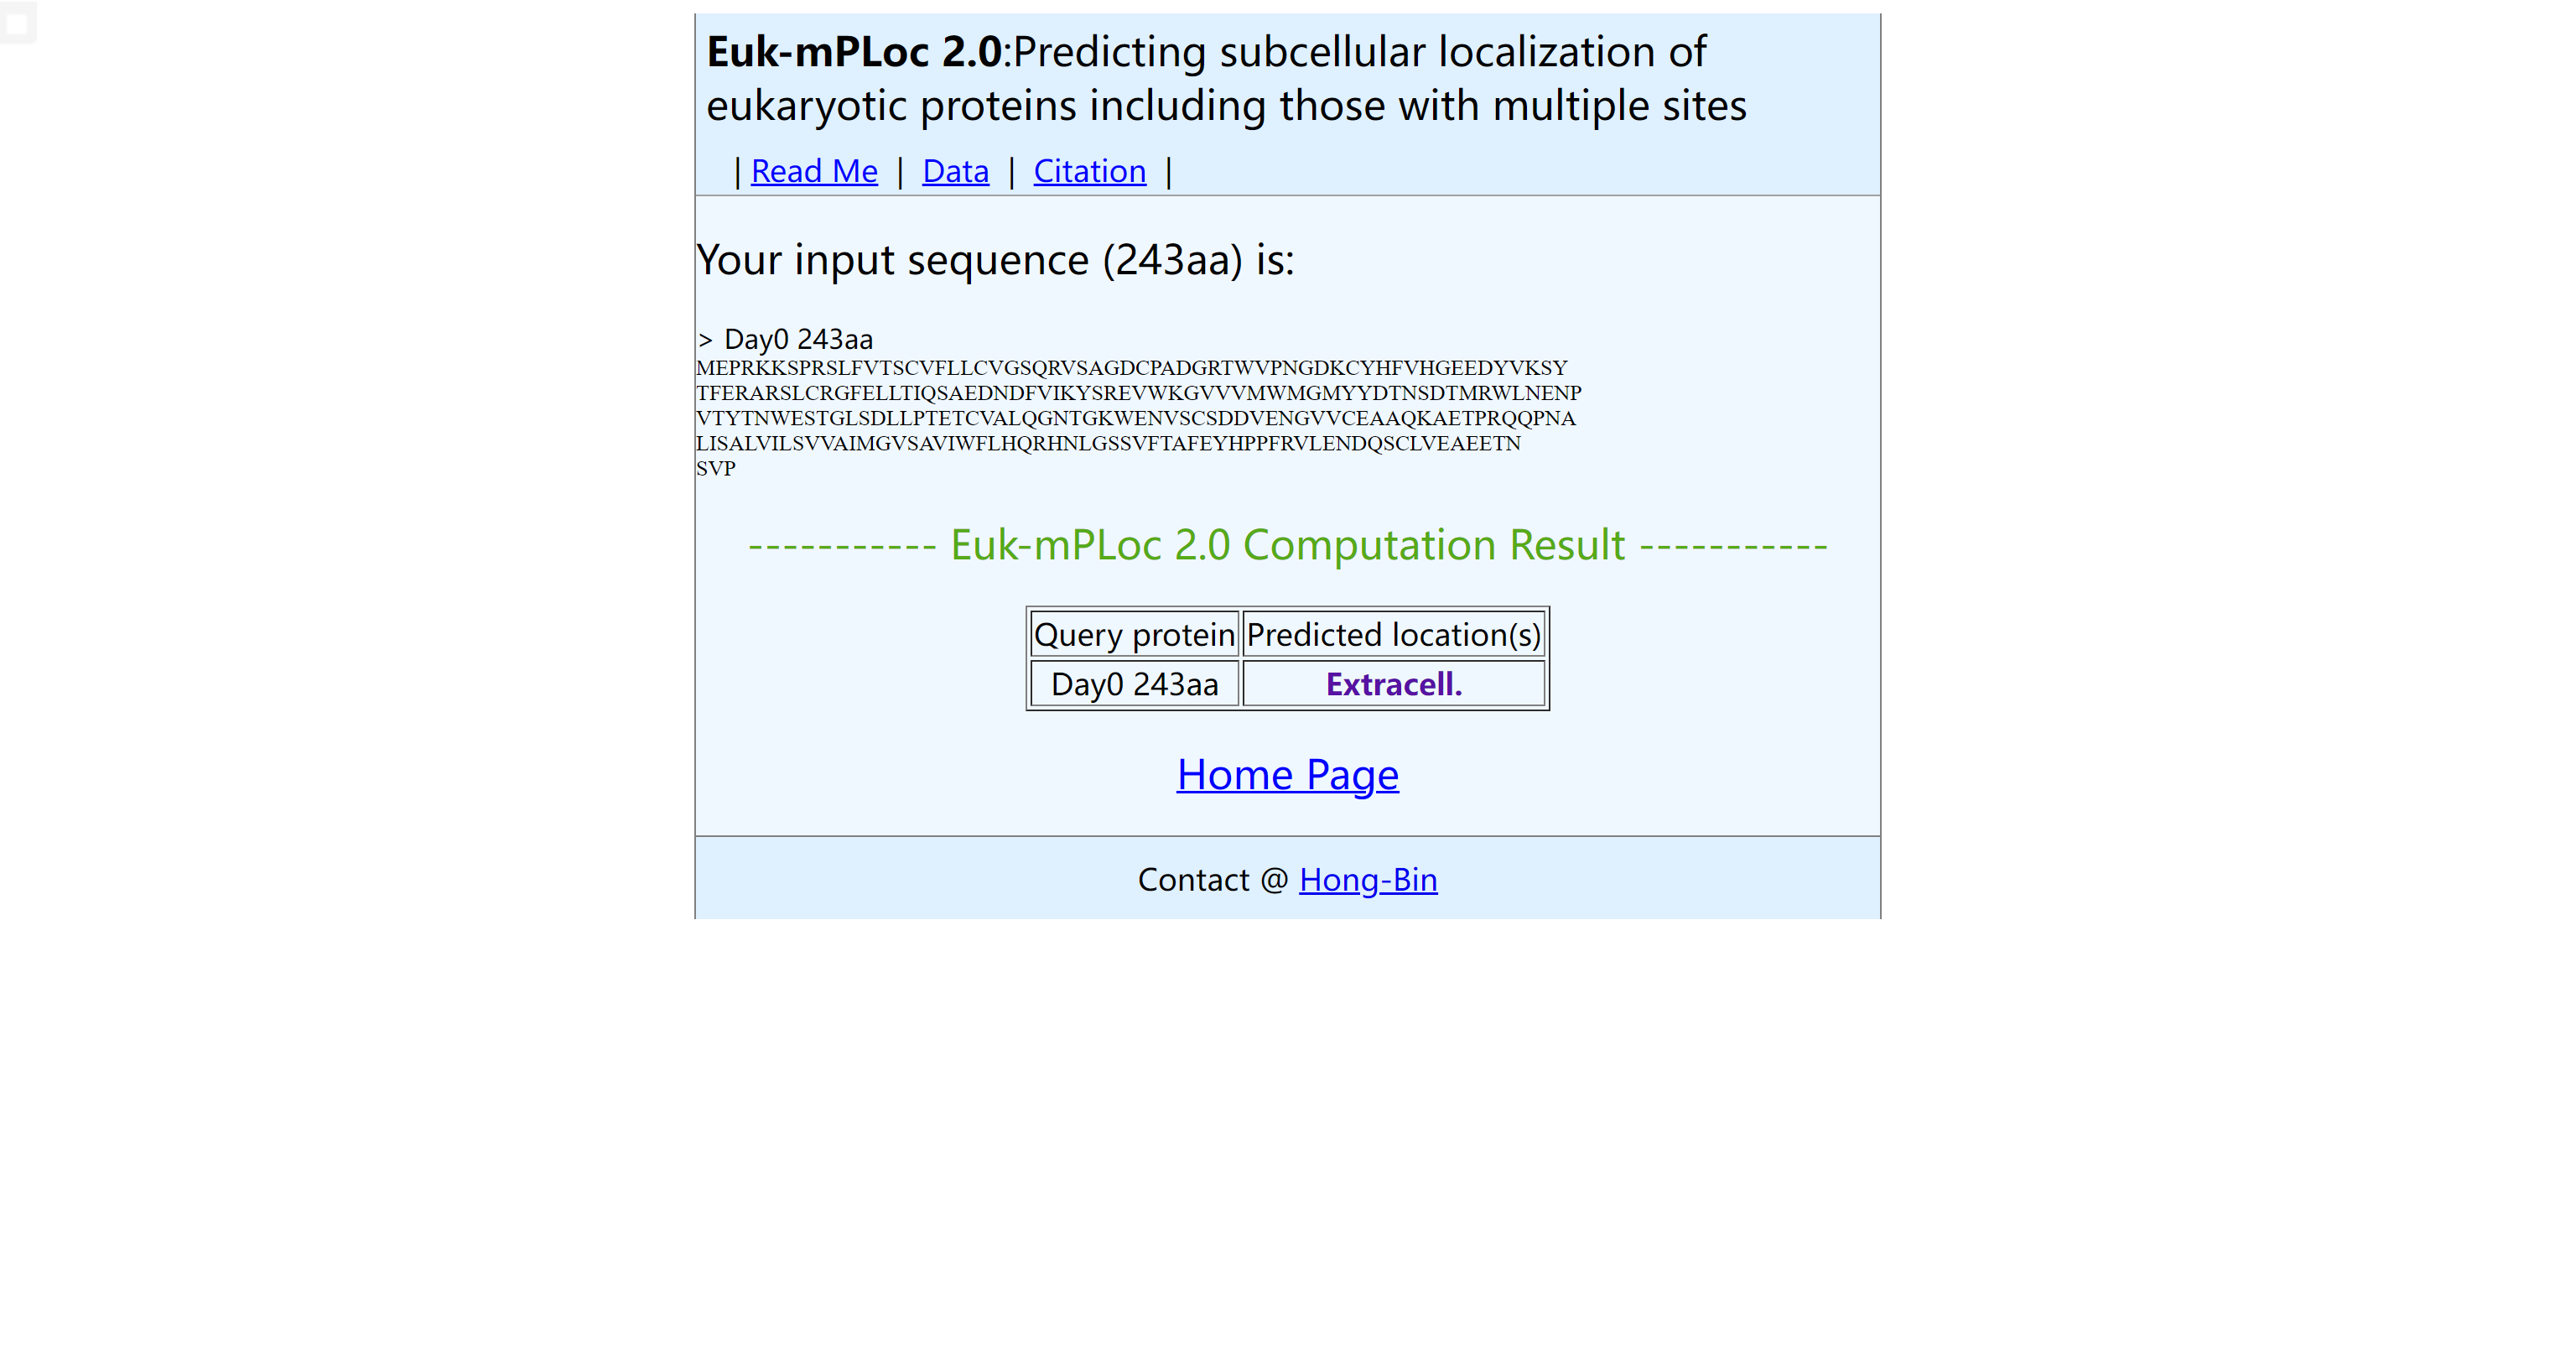 Euk-mPLoc 2.0:Predicting subcellular localization of
eukaryotic proteins including those with multiple sites
| Read Me | Data | Citation |
Your input sequence (243aa) is:
> Day0 243aa
MEPRKKSPRSLFVTSCVFLLCVGSQRVSAGDCPADGRTWVPNGDKCYHFVHGEEDYVKSY
TFERARSLCRGFELLTIQSAEDNDFVIKYSREVWKGVVVMWMGMYYDTNSDTMRWLNENP
VTYTNWESTGLSDLLPTETCVALQGNTGKWENVSCSDDVENGVVCEAAQKAETPRQQPNA
LISALVILSVVAIMGVSAVIWFLHQRHNLGSSVFTAFEYHPPFRVLENDQSCLVEAEETN
SVP
----------- Euk-mPLoc 2.0 Computation Result -----------
Query protein Predicted location(s)
Day0 243aa Extracell.
Home Page
Contact @ Hong-Bin